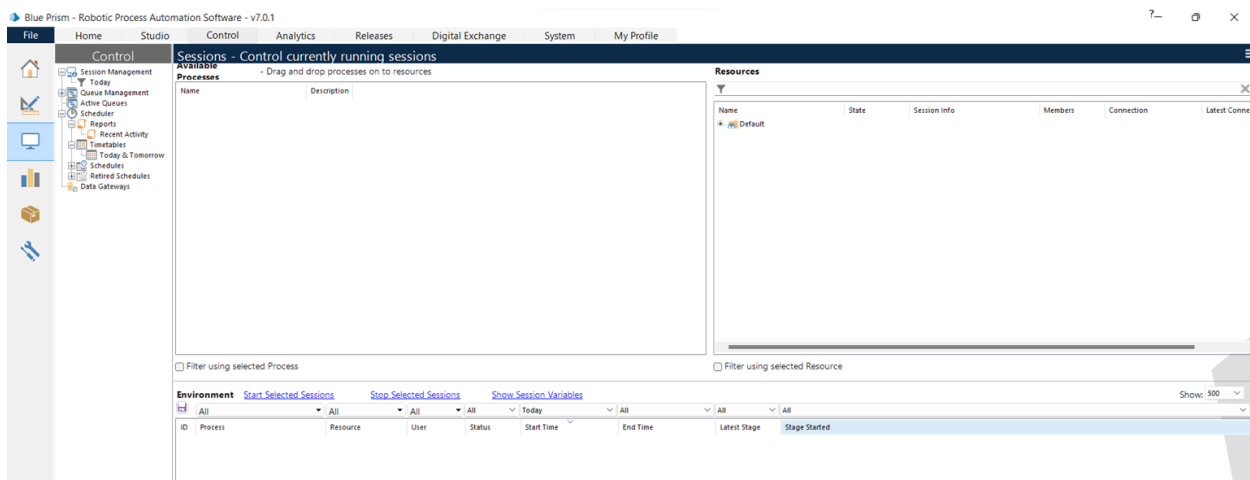 Blue Prism - Robotic Process Automation Software - v7.0.1
File Home Studio Control Analytics Releases Digital Exchange System My Profile
Control
Sessions - Control currently running sessions
Session Management
Today
Queue Management
Active Queues
Scheduler
Reports
Recent Activity
Timetables
Today & Tomorrow
Schedules
Retired Schedules
Data Gateways
Available Processes
- Drag and drop processes on to resources
Name Description
Filter using selected Process
Resources
Name State Session Info Members Connection Latest Conne
Default
Filter using selected Resource
Environment Start Selected Sessions Stop Selected Sessions Show Session Variables Show: 500
All All All All Today All All All
ID Process Resource User Status Start Time End Time Latest Stage Stage Started